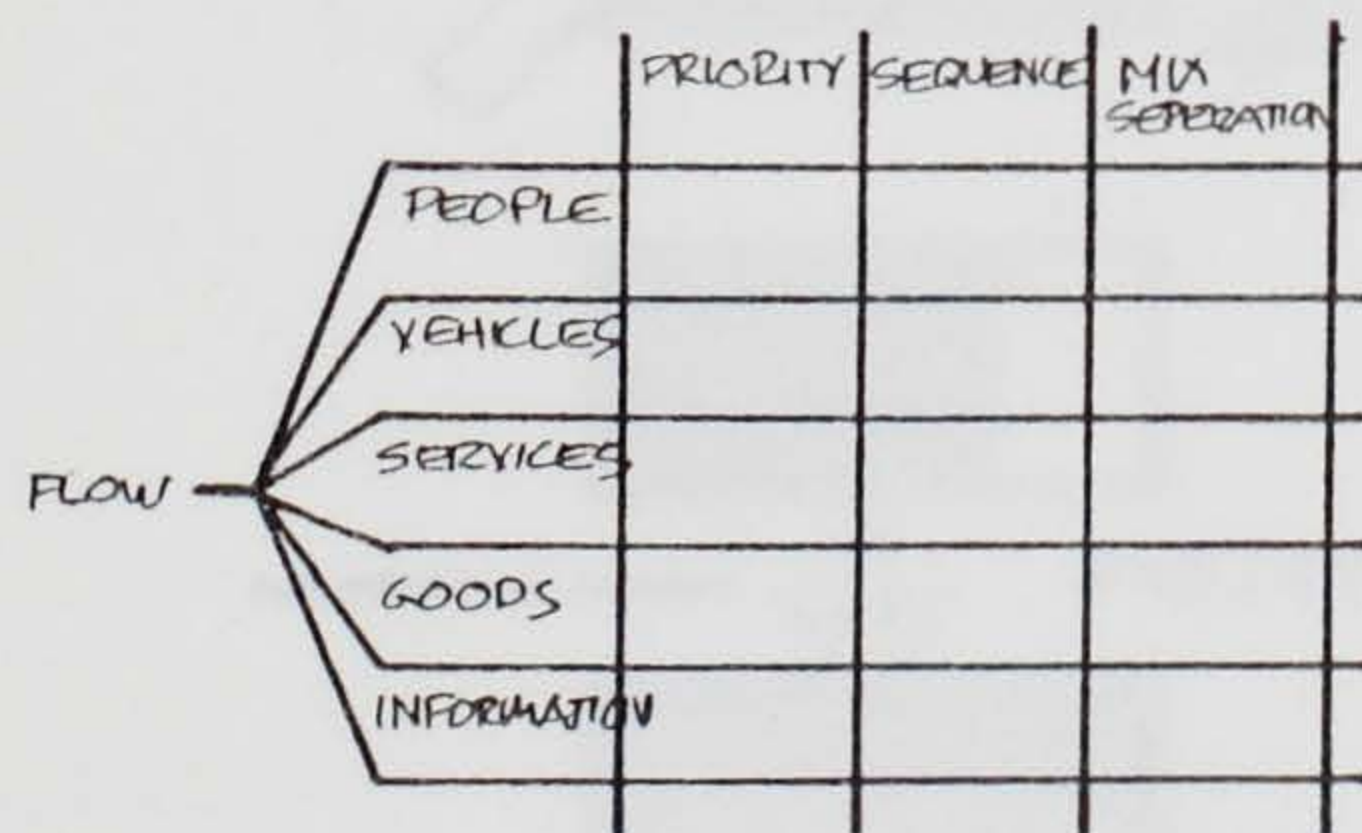 PRIORITY SEQUENCE MIX
SEPERATION
PEOPLE
VEHICLES
SERVICES
FLOW
GOODS
INFORMATION